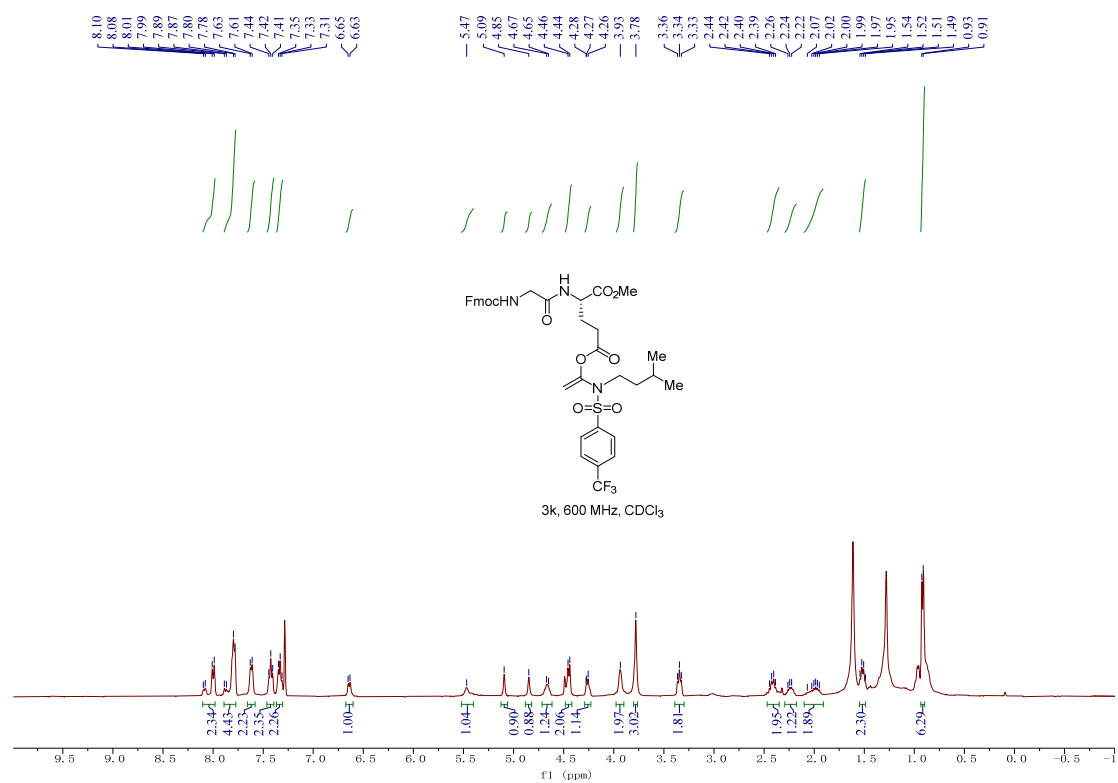 8.10 8.08 8.01 7.99 7.89 7.87 7.80 7.78 7.63 7.61 7.44 7.42 7.41 7.35 7.33 7.31 6.65 6.63 5.47 5.09 4.85 4.67 4.65 4.46 4.44 4.28 4.27 4.26 3.93 3.78 3.36 3.34 3.33 2.44 2.42 2.40 2.39 2.26 2.24 2.22 2.07 2.02 2.00 1.99 1.97 1.95 1.54 1.52 1.51 1.49 0.93 0.91
H
FmocHN N CO₂Me
O
O O Me
N Me
O=S=O
CF₃
3k, 600 MHz, CDCl₃
2.34 4.43 2.23 2.35 2.26 1.00 1.04 0.90 0.88 1.24 2.06 1.14 1.97 3.02 1.81 1.95 1.22 1.89 2.30 6.29
9.5 9.0 8.5 8.0 7.5 7.0 6.5 6.0 5.5 5.0 4.5 4.0 3.5 3.0 2.5 2.0 1.5 1.0 0.5 0.0 -0.5 -1
f1 (ppm)